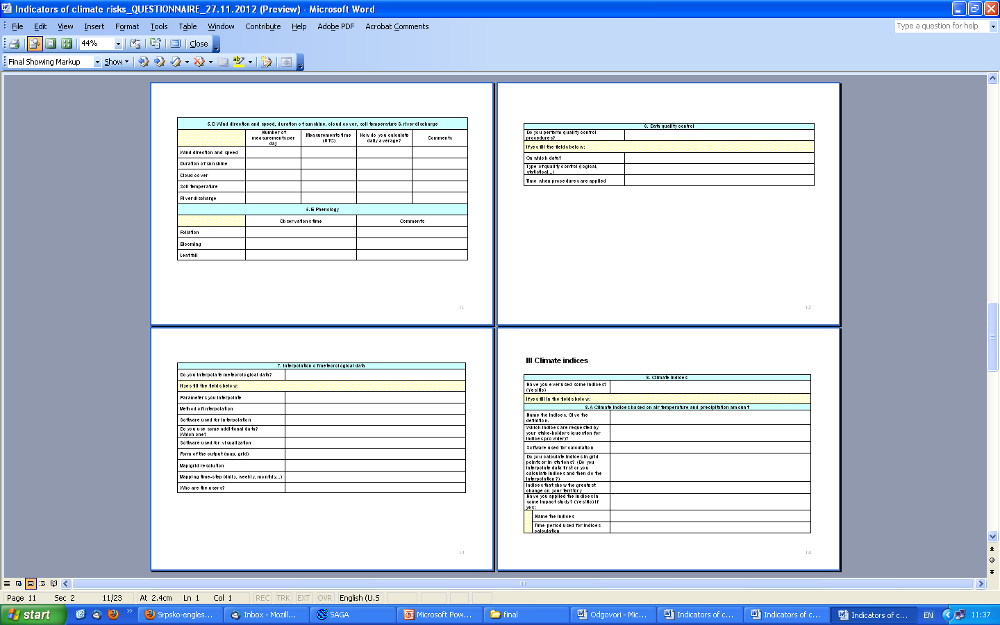 Indicators of climate risks_QUESTIONNAIRE_27.11.2012 (Preview) - Microsoft Word
File Edit View Insert Format Tools Table Window Contribute Help Adobe PDF Acrobat Comments
Type a question for help
44% Close
Final Showing Markup Show
5.D Wind direction and speed, duration of sunshine, cloud cover, soil temperature & river discharge
Number of measurements per day
Measurements time (UTC)
How do you calculate daily average?
Comments
Wind direction and speed
Duration of sunshine
Cloud cover
Soil temperature
River discharge
5. E Phenology
Observations time
Comments
Foliation
Blooming
Leaf fall
11
6. Data quality control
Do you perform quality control procedures?
If yes fill the fields below:
On which data?
Type of quality control (logical, statistical...)
Time when procedures are applied
12
7. Interpolation of meteorological data
Do you interpolate meteorological data?
If yes fill the fields below:
Parameters you interpolate
Method of interpolation
Software used for interpolation
Do you use some additional data? Which one?
Software used for visualization
Form of the output (map, grid)
Map/grid resolution
Mapping time-step (daily, weekly, monthly...)
Who are the users?
13
III Climate indices
8. Climate indices
Have you ever used some indices? (Yes/No)
If yes fill in the fields below:
8.A Climate indices based on air temperature and precipitation amount
Name the indices. Give the definition.
Which indices are requested by your stake-holders (question for indices provider)?
Software used for calculation
Do you calculate indices in grid points or in stations? (Do you interpolate data first or you calculate indices and then do the interpolation?)
Indices that show the greatest change on your territory
Have you applied the indices in some impact study? (Yes/No) If yes:
Name the indices
Time period used for indices calculation
14
Page 11 Sec 2 11/23 At 2.4cm Ln 1 Col 1 REC TRK EXT OVR English (U.S
start Srpsko-engles... Inbox - Mozill... SAGA Microsoft Pow... final Odgovori - Mic... Indicators of c... Indicators of c... Indicators of c... EN 11:37